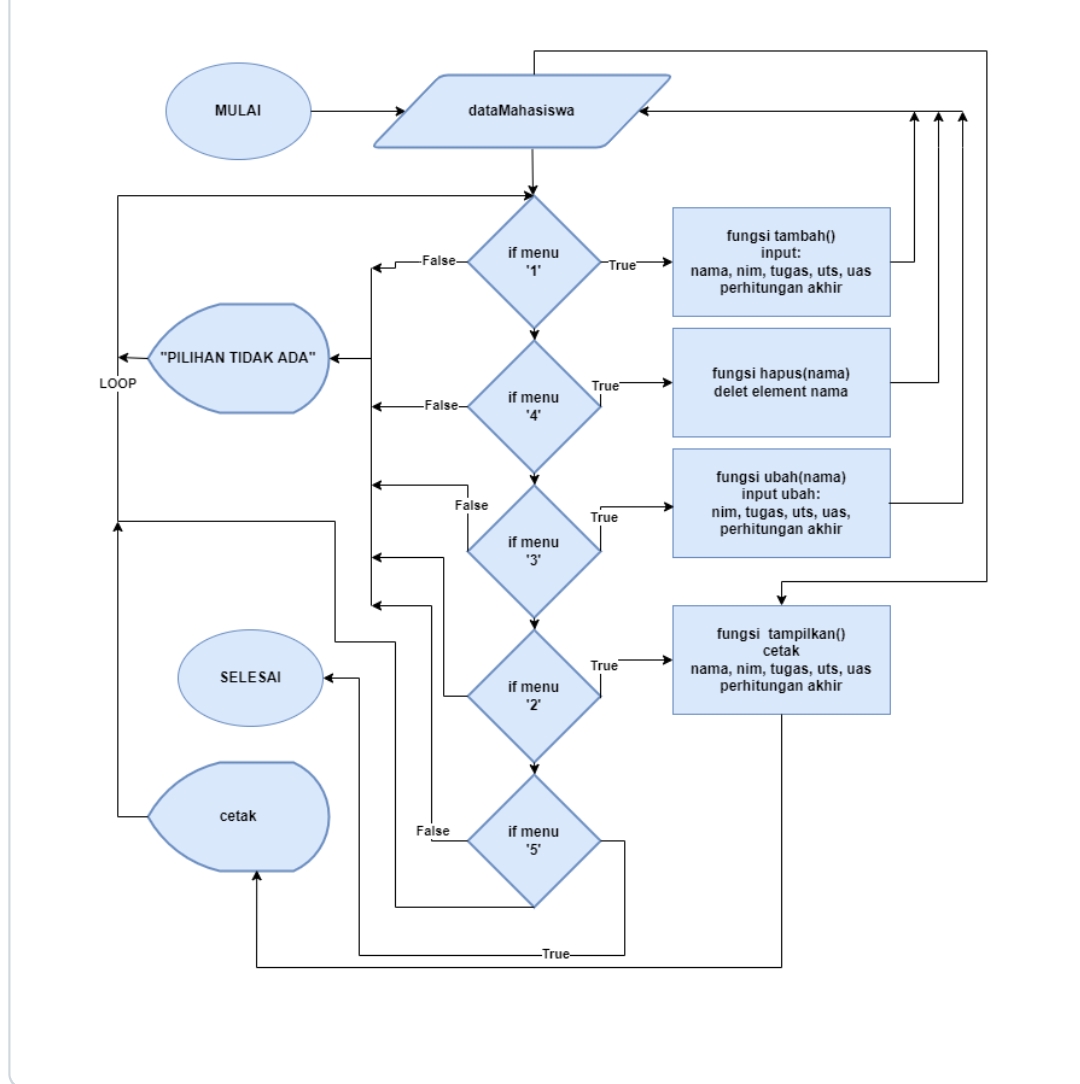 MULAI
dataMahasiswa
if menu
'1'
False
True
fungsi tambah()
input:
nama, nim, tugas, uts, uas
perhitungan akhir
"PILIHAN TIDAK ADA"
LOOP
if menu
'4'
False
True
fungsi hapus(nama)
delet element nama
if menu
'3'
False
True
fungsi ubah(nama)
input ubah:
nim, tugas, uts, uas,
perhitungan akhir
SELESAI
if menu
'2'
True
fungsi tampilkan()
cetak
nama, nim, tugas, uts, uas
perhitungan akhir
cetak
if menu
'5'
False
True